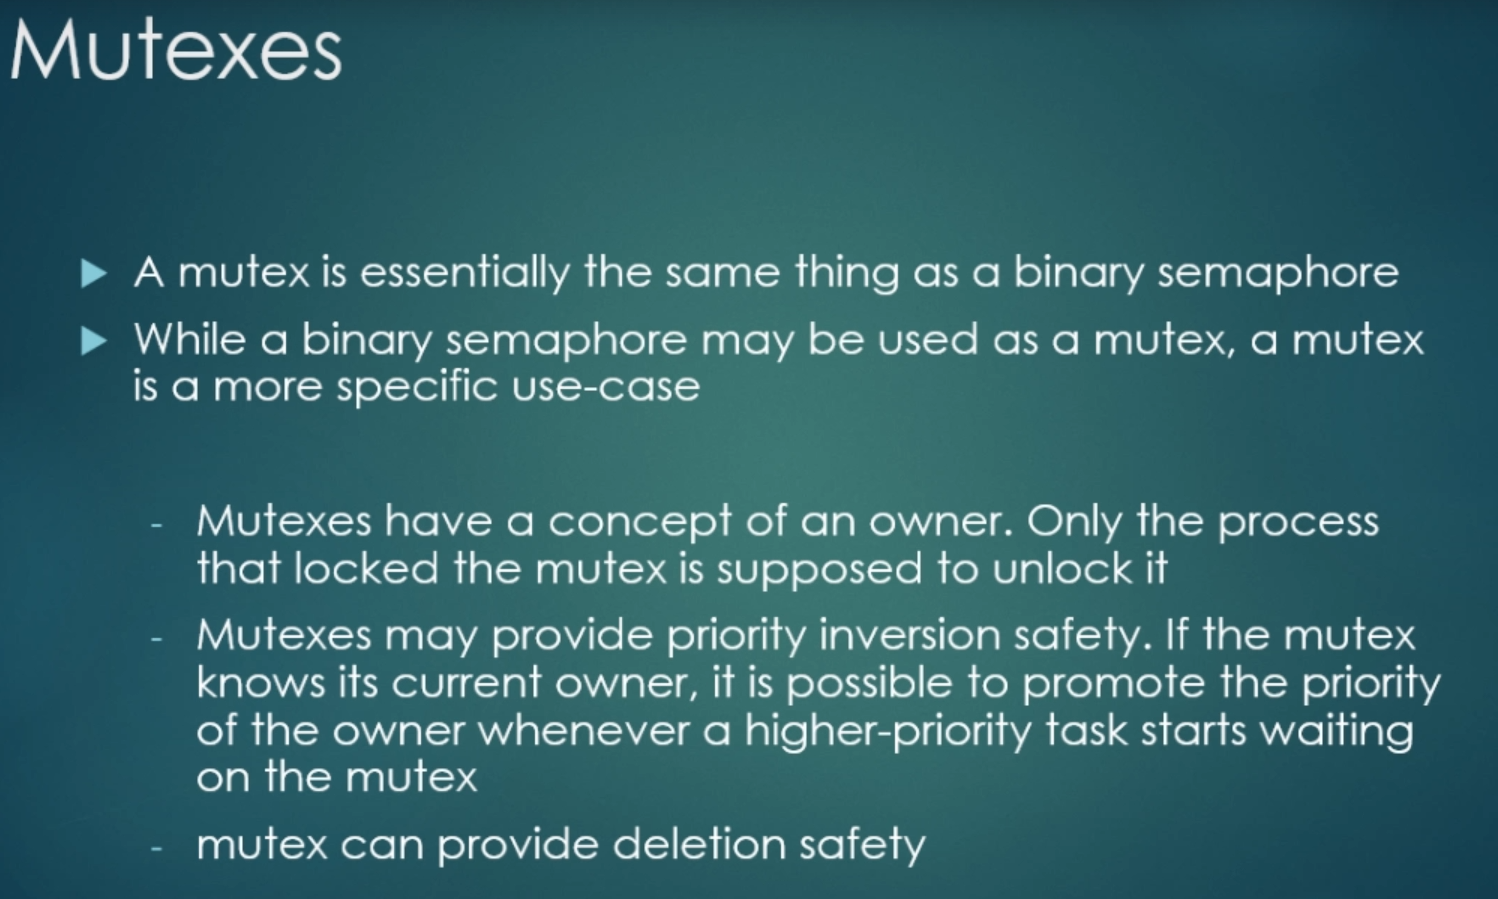 Mutexes
A mutex is essentially the same thing as a binary semaphore
While a binary semaphore may be used as a mutex, a mutex
is a more specific use-case
- Mutexes have a concept of an owner. Only the process
that locked the mutex is supposed to unlock it
- Mutexes may provide priority inversion safety. If the mutex
knows its current owner, it is possible to promote the priority
of the owner whenever a higher-priority task starts waiting
on the mutex
- mutex can provide deletion safety